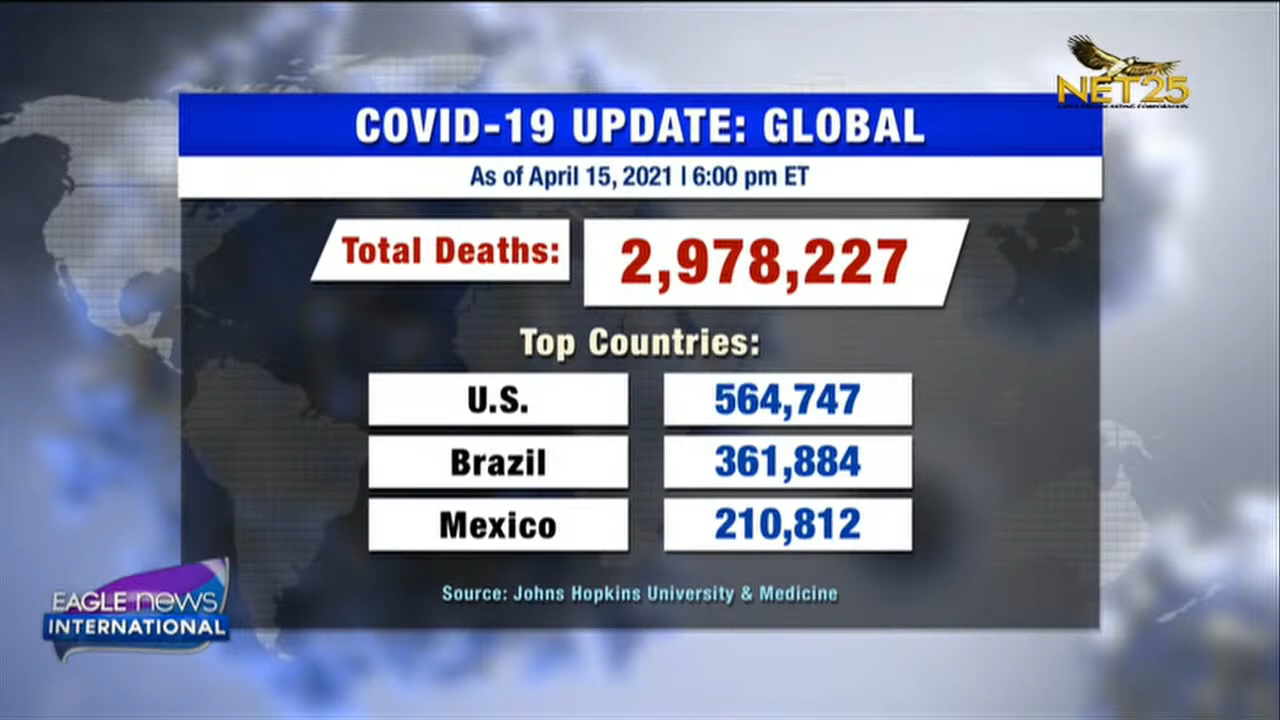 NET25
COVID-19 UPDATE: GLOBAL
As of April 15, 2021 | 6:00 pm ET
Total Deaths: 2,978,227
Top Countries:
U.S. 564,747
Brazil 361,884
Mexico 210,812
Source: Johns Hopkins University & Medicine
EAGLE NEWS
INTERNATIONAL